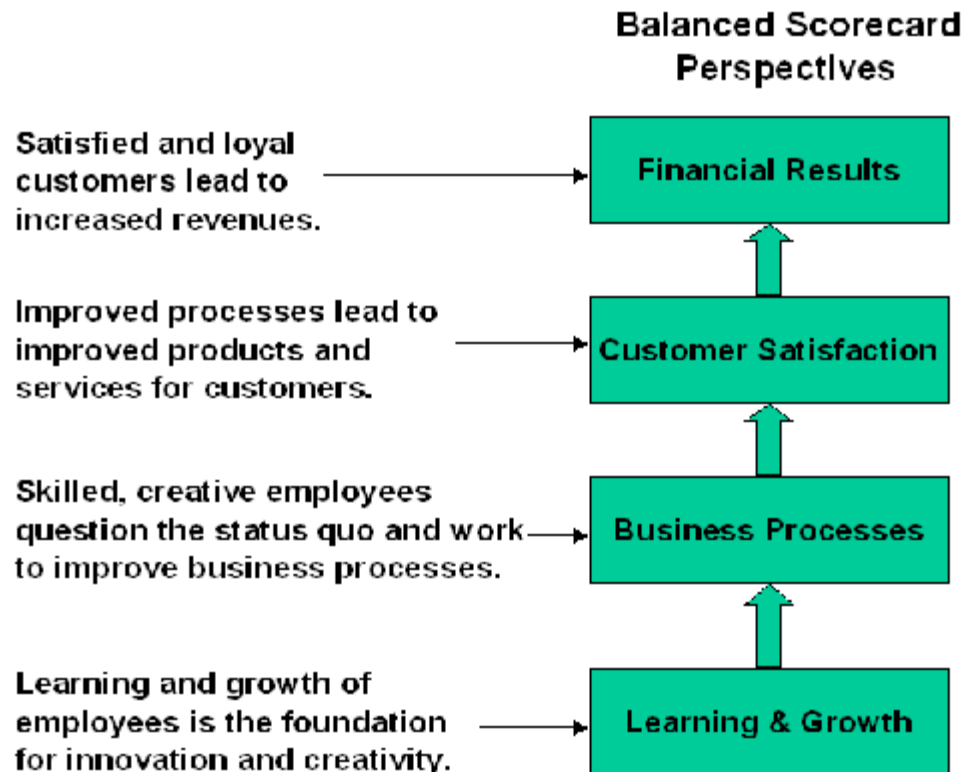 Balanced Scorecard
Perspectives
Satisfied and loyal
customers lead to
increased revenues.
Financial Results
Improved processes lead to
improved products and
services for customers.
Customer Satisfaction
Skilled, creative employees
question the status quo and work
to improve business processes.
Business Processes
Learning and growth of
employees is the foundation
for innovation and creativity.
Learning & Growth